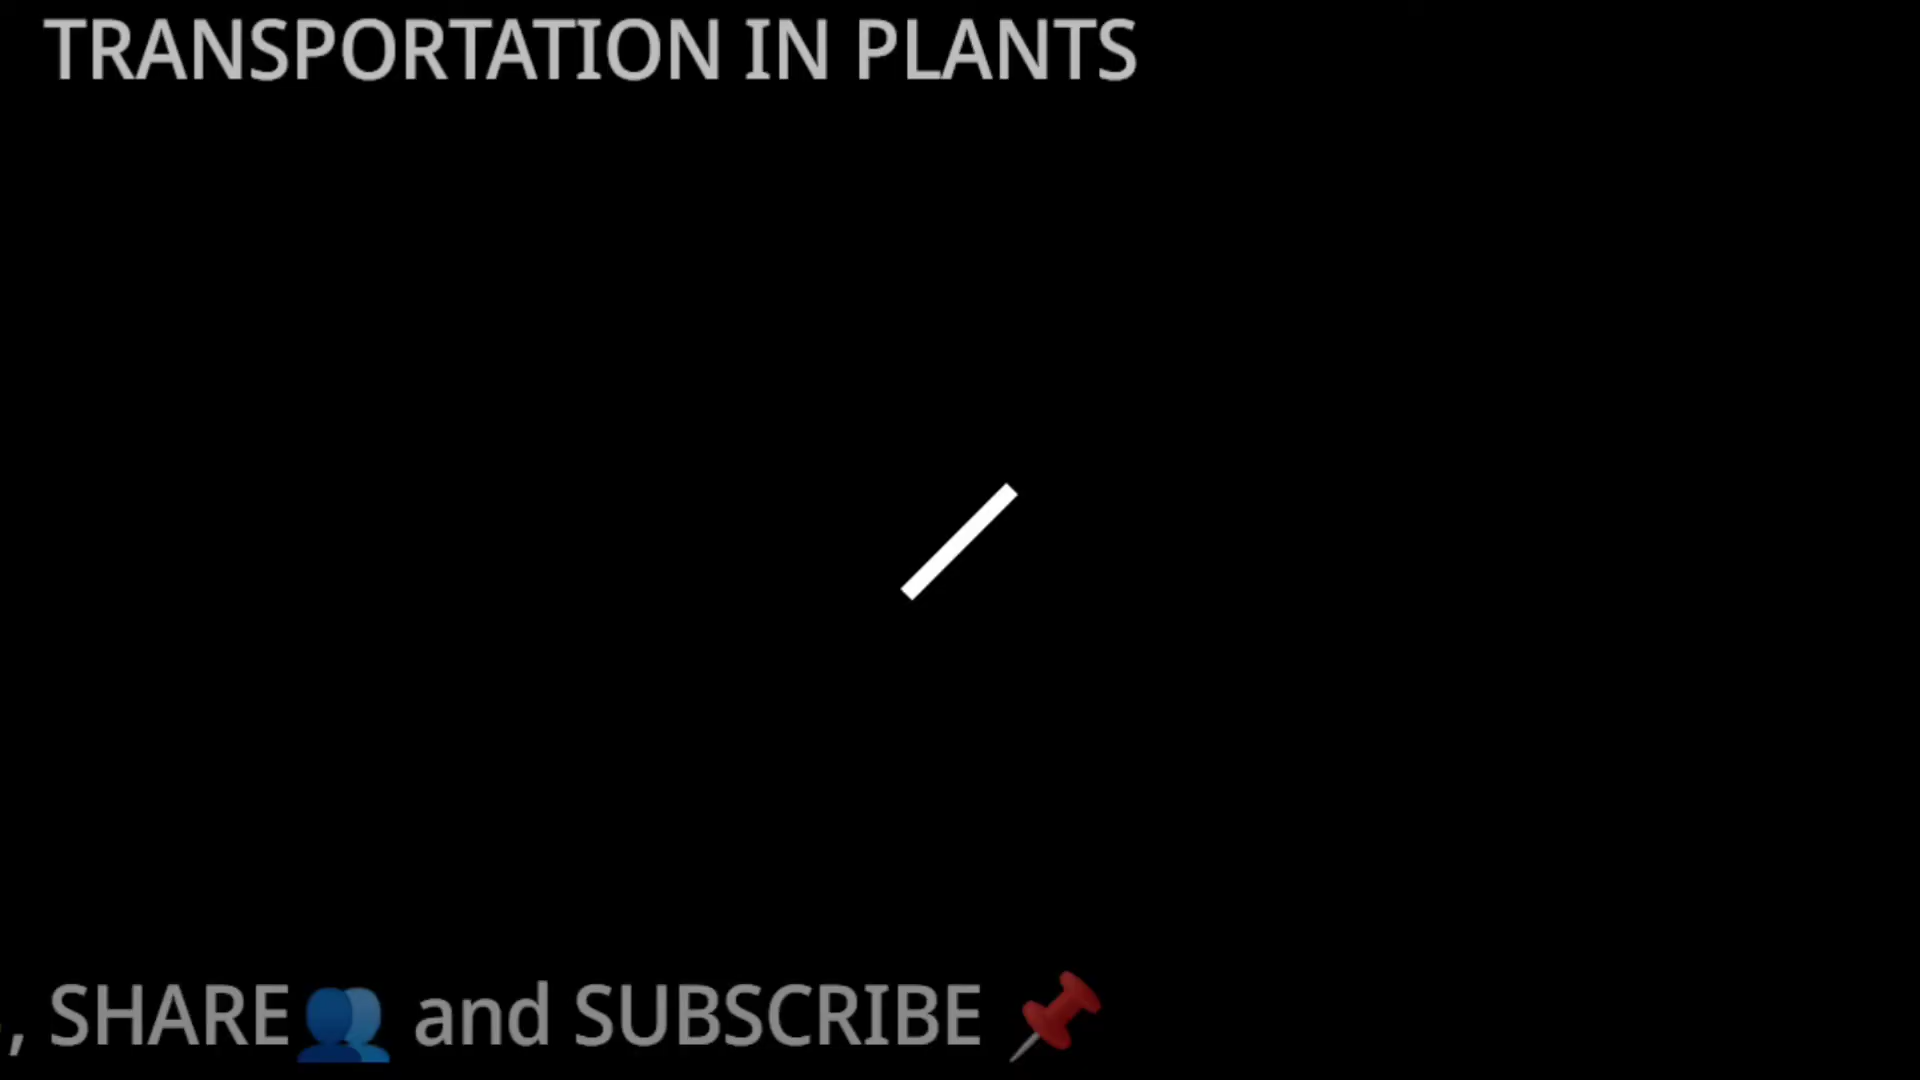 TRANSPORTATION IN PLANTS
, SHARE👥 and SUBSCRIBE 📌